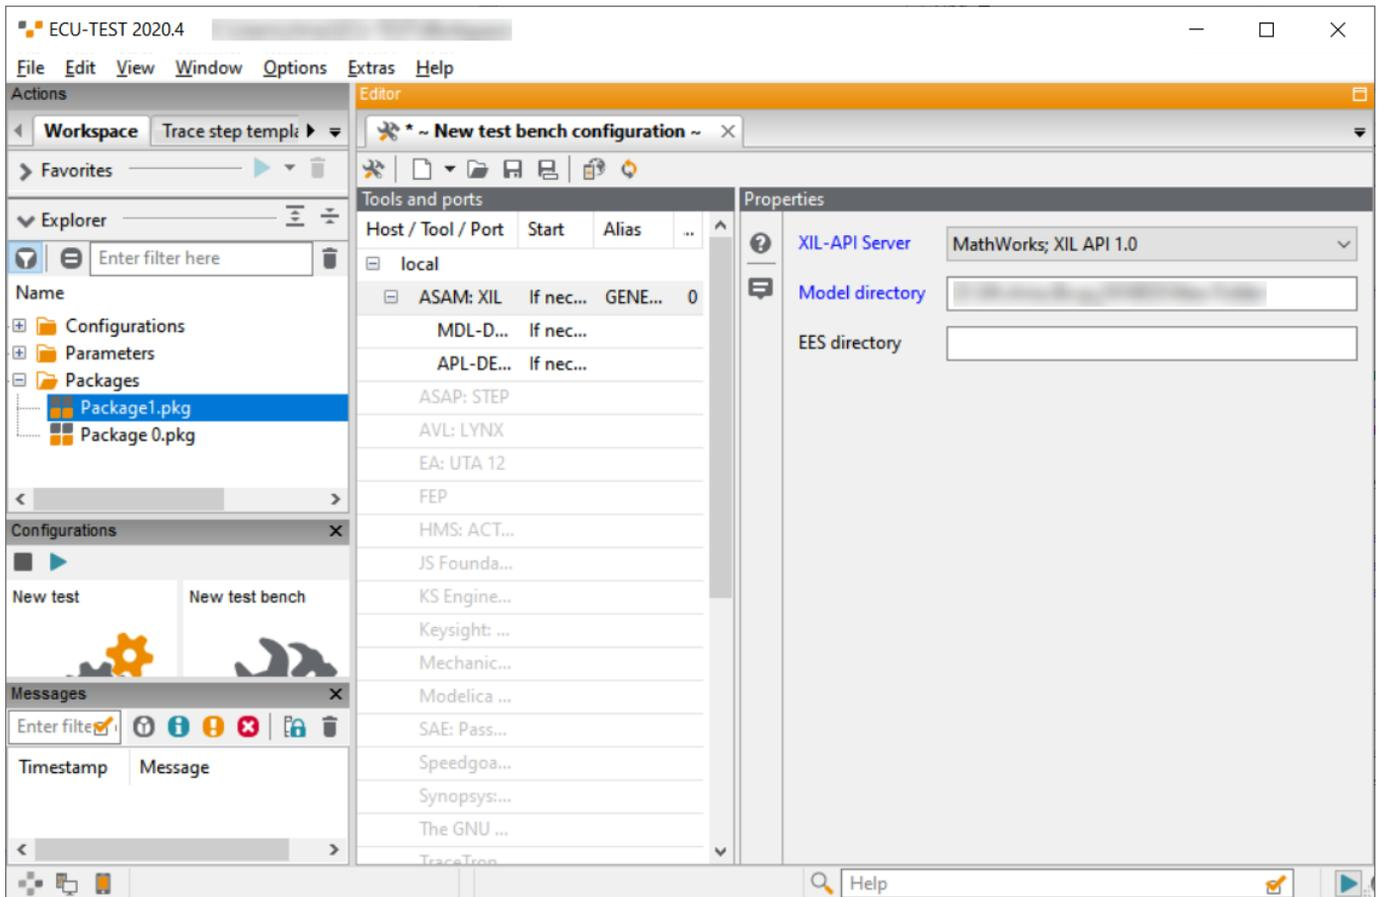 ECU-TEST 2020.4
File Edit View Window Options Extras Help
Actions
Workspace Trace step templa
Favorites
Explorer
Enter filter here
Name
Configurations
Parameters
Packages
Package1.pkg
Package 0.pkg
Configurations
New test New test bench
Messages
Enter filte
Timestamp Message
Editor
* ~ New test bench configuration ~
Tools and ports
Host / Tool / Port Start Alias ...
local
ASAM: XIL If nec... GENE... 0
MDL-D... If nec...
APL-DE... If nec...
ASAP: STEP
AVL: LYNX
EA: UTA 12
FEP
HMS: ACT...
JS Founda...
KS Engine...
Keysight: ...
Mechanic...
Modelica ...
SAE: Pass...
Speedgoa...
Synopsys:...
The GNU ...
TraceTron
Properties
XIL-API Server MathWorks; XIL API 1.0
Model directory
EES directory
Help